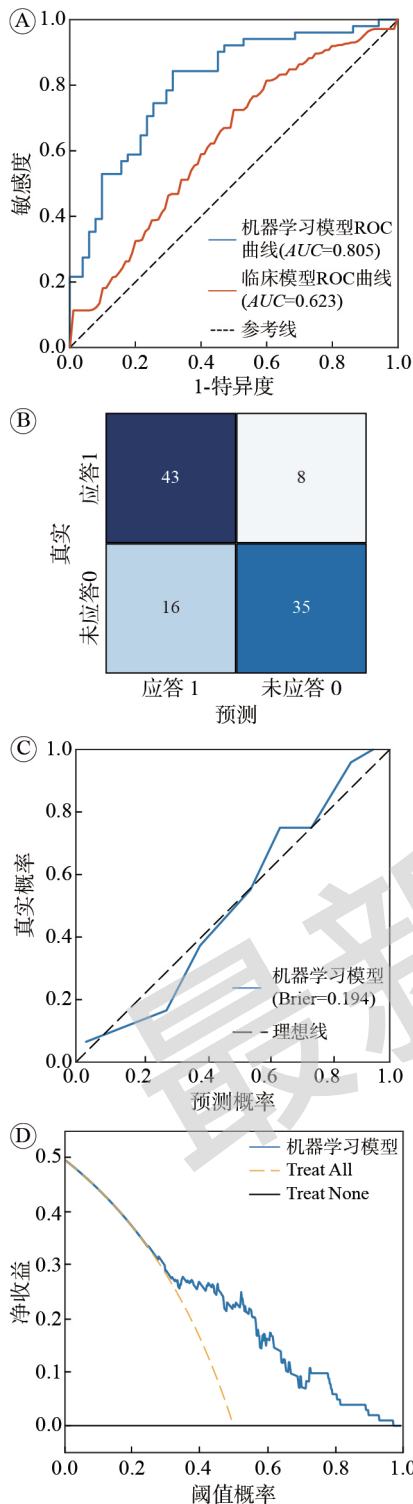 A
1.0
0.8
0.6
0.4
0.2
0.0
敏感度
机器学习模型ROC
曲线(AUC=0.805)
临床模型ROC曲线
(AUC=0.623)
参考线
0.0 0.2 0.4 0.6 0.8 1.0
1-特异度
B
真实
应答1
43 8
未应答0
16 35
应答 1 未应答 0
预测
C
1.0
0.8
0.6
0.4
0.2
0.0
真实概率
机器学习模型
(Brier=0.194)
理想线
0.0 0.2 0.4 0.6 0.8 1.0
预测概率
最新
D
0.5
0.4
0.3
0.2
0.1
0.0
净收益
机器学习模型
Treat All
Treat None
0.0 0.2 0.4 0.6 0.8 1.0
阈值概率